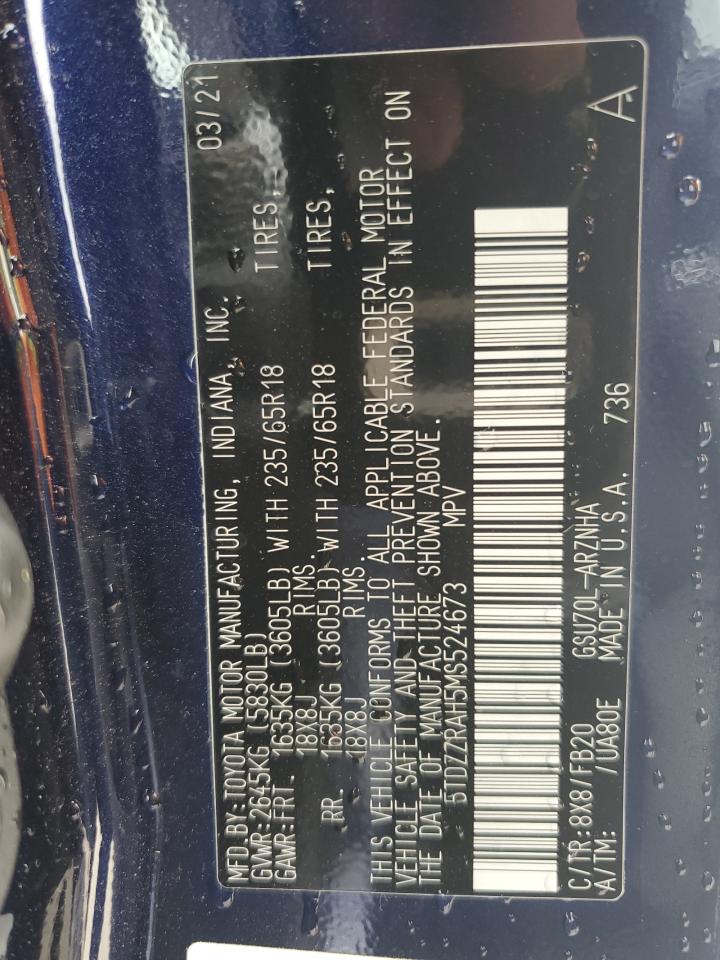 MFD.BY:TOYOTA MOTOR MANUFACTURING, INDIANA, INC. 03/21
GVWR:2645KG (5830LB)
GAWR:FRT. 1635KG (3605LB) WITH 235/65R18 TIRES,
18X8J RIMS.
RR. 1635KG (3605LB) WITH 235/65R18 TIRES,
18X8J RIMS.
THIS VEHICLE CONFORMS TO ALL APPLICABLE FEDERAL MOTOR
VEHICLE SAFETY AND THEFT PREVENTION STANDARDS IN EFFECT ON
THE DATE OF MANUFACTURE SHOWN ABOVE.
5TDZZRAH5MS524673 MPV
C/TR:8X8/FB20 GSU70L-ARZNHA
A/TM: /UA80E MADE IN U.S.A. 736 A